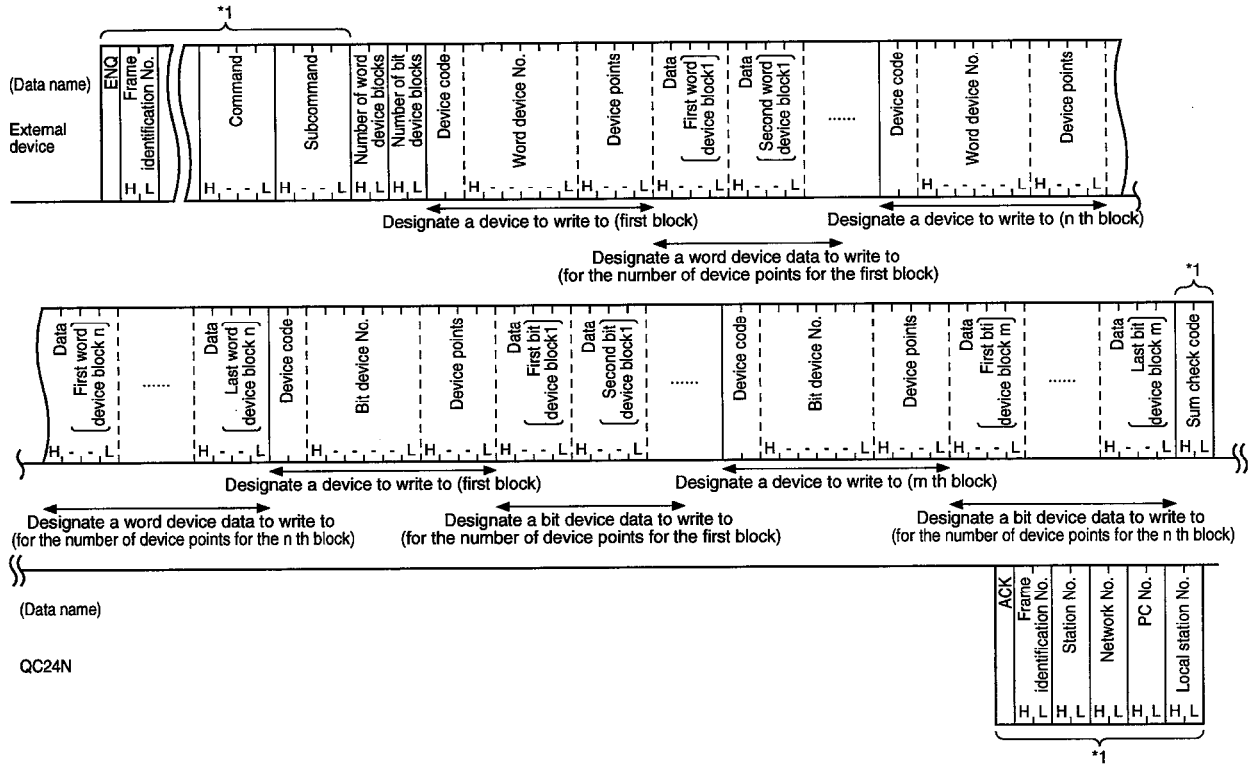 *1
(Data name)
External
device
ENQ
Frame
identification No.
H L
Command
H - - L
Subcommand
H - - L
Number of word
device blocks
H L
Number of bit
device blocks
H L
Device code
Word device No.
H - - - - L
Device points
H - - L
Data
First word
device block1
H - - L
Data
Second word
device block1
H - - L
......
Device code
Word device No.
H - - - - L
Device points
H - - L
Designate a device to write to (first block)
Designate a device to write to (n th block)
Designate a word device data to write to
(for the number of device points for the first block)
*1
Data
First word
device block n
H - - L
......
Data
Last word
device block n
H - - L
Device code
Bit device No.
H - - - - L
Device points
H - - L
Data
First bit
device block1
H - - L
Data
Second bit
device block1
H - - L
......
Device code
Bit device No.
H - - - - L
Device points
H - - L
Data
First bti
device block m
H - - L
......
Data
Last bit
device block m
H - - L
Sum check code
H L
Designate a device to write to (first block)
Designate a device to write to (m th block)
Designate a word device data to write to
(for the number of device points for the n th block)
Designate a bit device data to write to
(for the number of device points for the first block)
Designate a bit device data to write to
(for the number of device points for the n th block)
(Data name)
QC24N
ACK
Frame
identification No.
H L
Station No.
H L
Network No.
H L
PC No.
H L
Local station No.
H L
*1